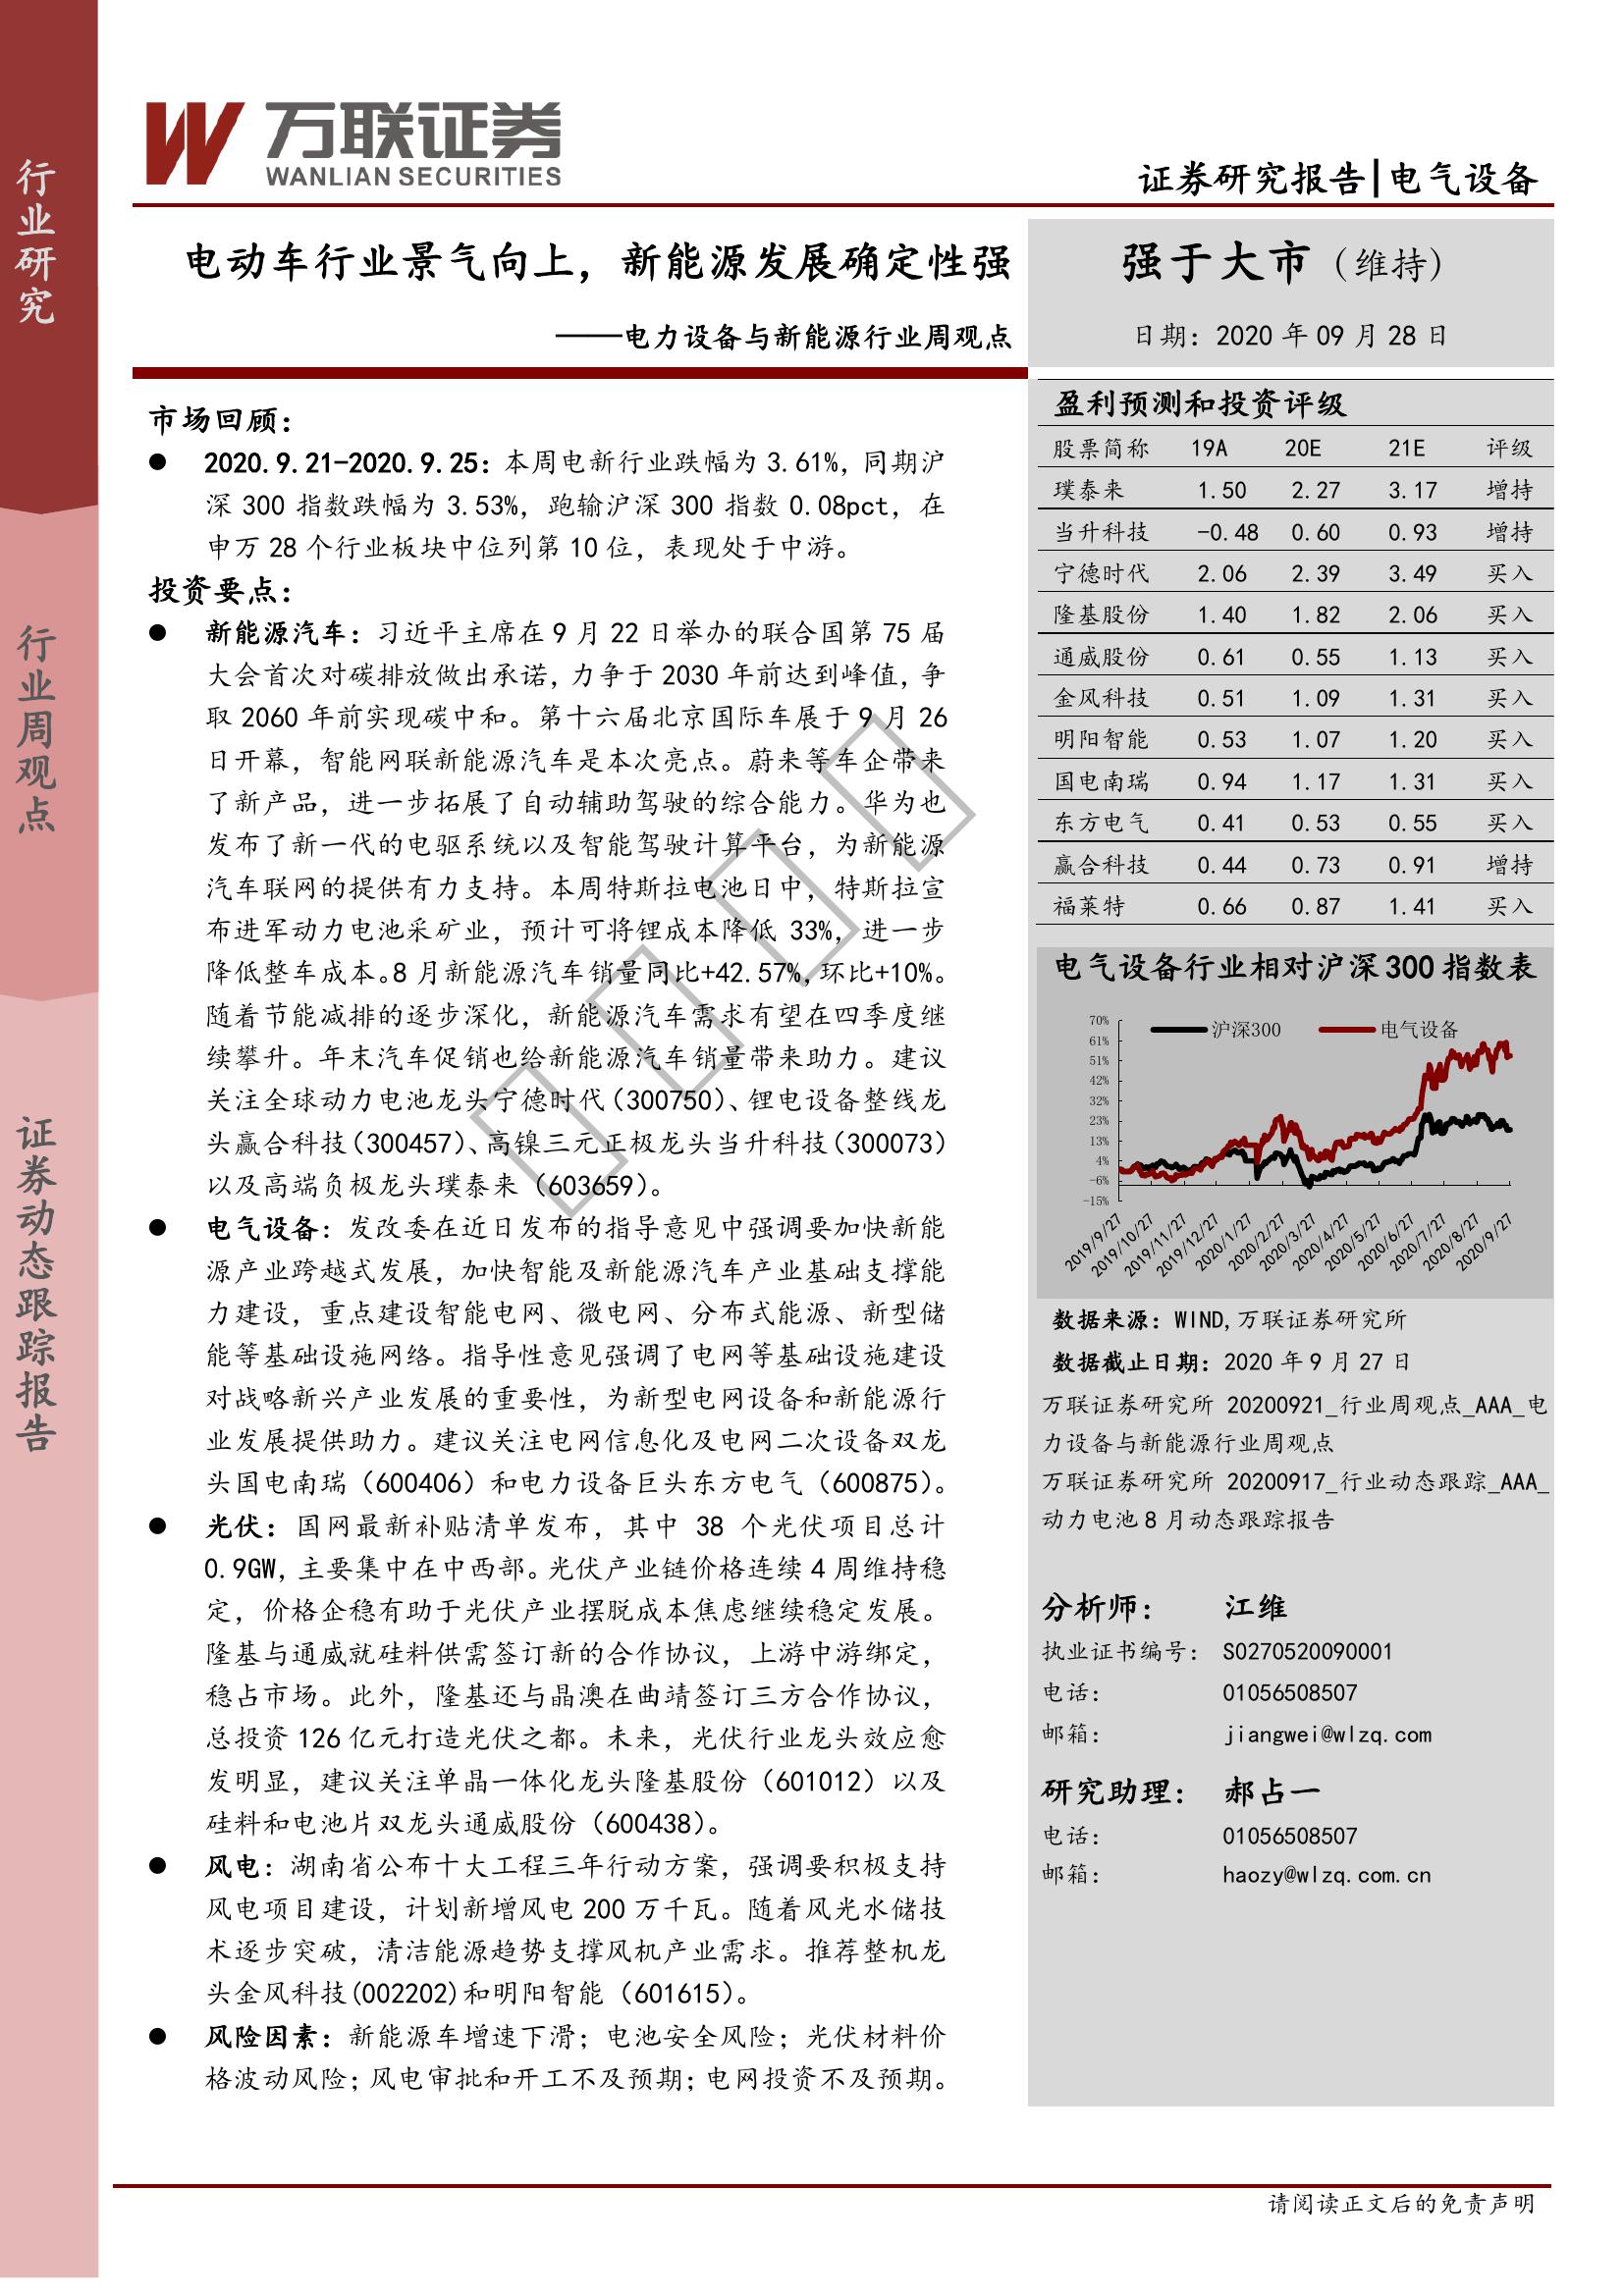 行业研究
行业周观点
证券动态跟踪报告
万联证券
WANLIAN SECURITIES
证券研究报告|电气设备
电动车行业景气向上，新能源发展确定性强
——电力设备与新能源行业周观点
强于大市（维持）
日期：2020 年 09 月 28 日
市场回顾：
● 2020.9.21-2020.9.25：本周电新行业跌幅为 3.61%，同期沪
深 300 指数跌幅为 3.53%，跑输沪深 300 指数 0.08pct，在
申万 28 个行业板块中位列第 10 位，表现处于中游。
投资要点：
● 新能源汽车：习近平主席在 9 月 22 日举办的联合国第 75 届
大会首次对碳排放做出承诺，力争于 2030 年前达到峰值，争
取 2060 年前实现碳中和。第十六届北京国际车展于 9 月 26
日开幕，智能网联新能源汽车是本次亮点。蔚来等车企带来
了新产品，进一步拓展了自动辅助驾驶的综合能力。华为也
发布了新一代的电驱系统以及智能驾驶计算平台，为新能源
汽车联网的提供有力支持。本周特斯拉电池日中，特斯拉宣
布进军动力电池采矿业，预计可将锂成本降低 33%，进一步
降低整车成本。8 月新能源汽车销量同比+42.57%，环比+10%。
随着节能减排的逐步深化，新能源汽车需求有望在四季度继
续攀升。年末汽车促销也给新能源汽车销量带来助力。建议
关注全球动力电池龙头宁德时代（300750）、锂电设备整线龙
头赢合科技（300457）、高镍三元正极龙头当升科技（300073）
以及高端负极龙头璞泰来（603659）。
● 电气设备：发改委在近日发布的指导意见中强调要加快新能
源产业跨越式发展，加快智能及新能源汽车产业基础支撑能
力建设，重点建设智能电网、微电网、分布式能源、新型储
能等基础设施网络。指导性意见强调了电网等基础设施建设
对战略新兴产业发展的重要性，为新型电网设备和新能源行
业发展提供助力。建议关注电网信息化及电网二次设备双龙
头国电南瑞（600406）和电力设备巨头东方电气（600875）。
● 光伏：国网最新补贴清单发布，其中 38 个光伏项目总计
0.9GW，主要集中在中西部。光伏产业链价格连续 4 周维持稳
定，价格企稳有助于光伏产业摆脱成本焦虑继续稳定发展。
隆基与通威就硅料供需签订新的合作协议，上游中游绑定，
稳占市场。此外，隆基还与晶澳在曲靖签订三方合作协议，
总投资 126 亿元打造光伏之都。未来，光伏行业龙头效应愈
发明显，建议关注单晶一体化龙头隆基股份（601012）以及
硅料和电池片双龙头通威股份（600438）。
● 风电：湖南省公布十大工程三年行动方案，强调要积极支持
风电项目建设，计划新增风电 200 万千瓦。随着风光水储技
术逐步突破，清洁能源趋势支撑风机产业需求。推荐整机龙
头金风科技(002202)和明阳智能（601615）。
● 风险因素：新能源车增速下滑；电池安全风险；光伏材料价
格波动风险；风电审批和开工不及预期；电网投资不及预期。
盈利预测和投资评级
股票简称 19A 20E 21E 评级
璞泰来 1.50 2.27 3.17 增持
当升科技 -0.48 0.60 0.93 增持
宁德时代 2.06 2.39 3.49 买入
隆基股份 1.40 1.82 2.06 买入
通威股份 0.61 0.55 1.13 买入
金风科技 0.51 1.09 1.31 买入
明阳智能 0.53 1.07 1.20 买入
国电南瑞 0.94 1.17 1.31 买入
东方电气 0.41 0.53 0.55 买入
赢合科技 0.44 0.73 0.91 增持
福莱特 0.66 0.87 1.41 买入
电气设备行业相对沪深 300 指数表
沪深300 电气设备
70%
61%
51%
42%
32%
23%
13%
4%
-6%
-15%
2019/9/27 2019/10/27 2019/11/27 2019/12/27 2020/1/27 2020/2/27 2020/3/27 2020/4/27 2020/5/27 2020/6/27 2020/7/27 2020/8/27 2020/9/27
数据来源：WIND,万联证券研究所
数据截止日期：2020 年 9 月 27 日
万联证券研究所 20200921_行业周观点_AAA_电
力设备与新能源行业周观点
万联证券研究所 20200917_行业动态跟踪_AAA_
动力电池 8 月动态跟踪报告
分析师： 江维
执业证书编号： S0270520090001
电话： 01056508507
邮箱： jiangwei@wlzq.com
研究助理： 郝占一
电话： 01056508507
邮箱： haozy@wlzq.com.cn
请阅读正文后的免责声明